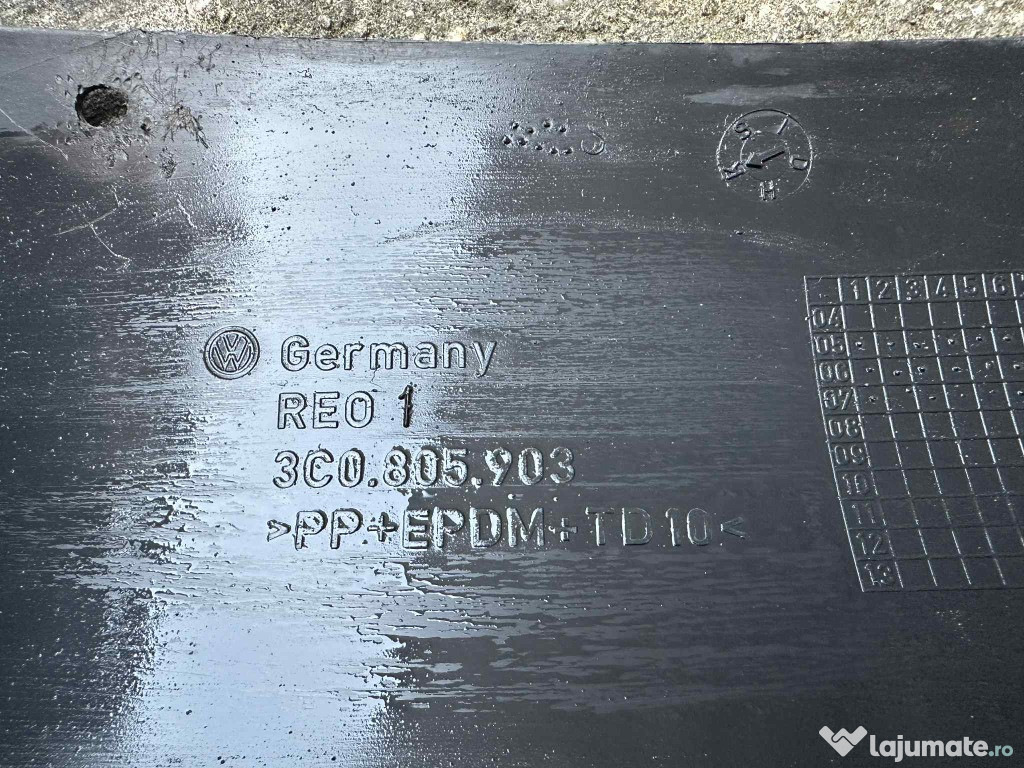 1 2 3 4 5 6
04
05
06
07
08
09
10
11
12
13
Germany
REO 1
3C0.805.903
>PP+EPDM+TD10<
lajumate.ro